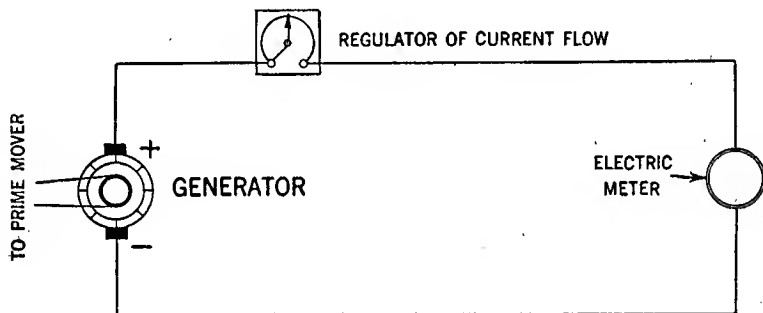 REGULATOR OF CURRENT FLOW
TO PRIME MOVER
+
GENERATOR
-
ELECTRIC
METER